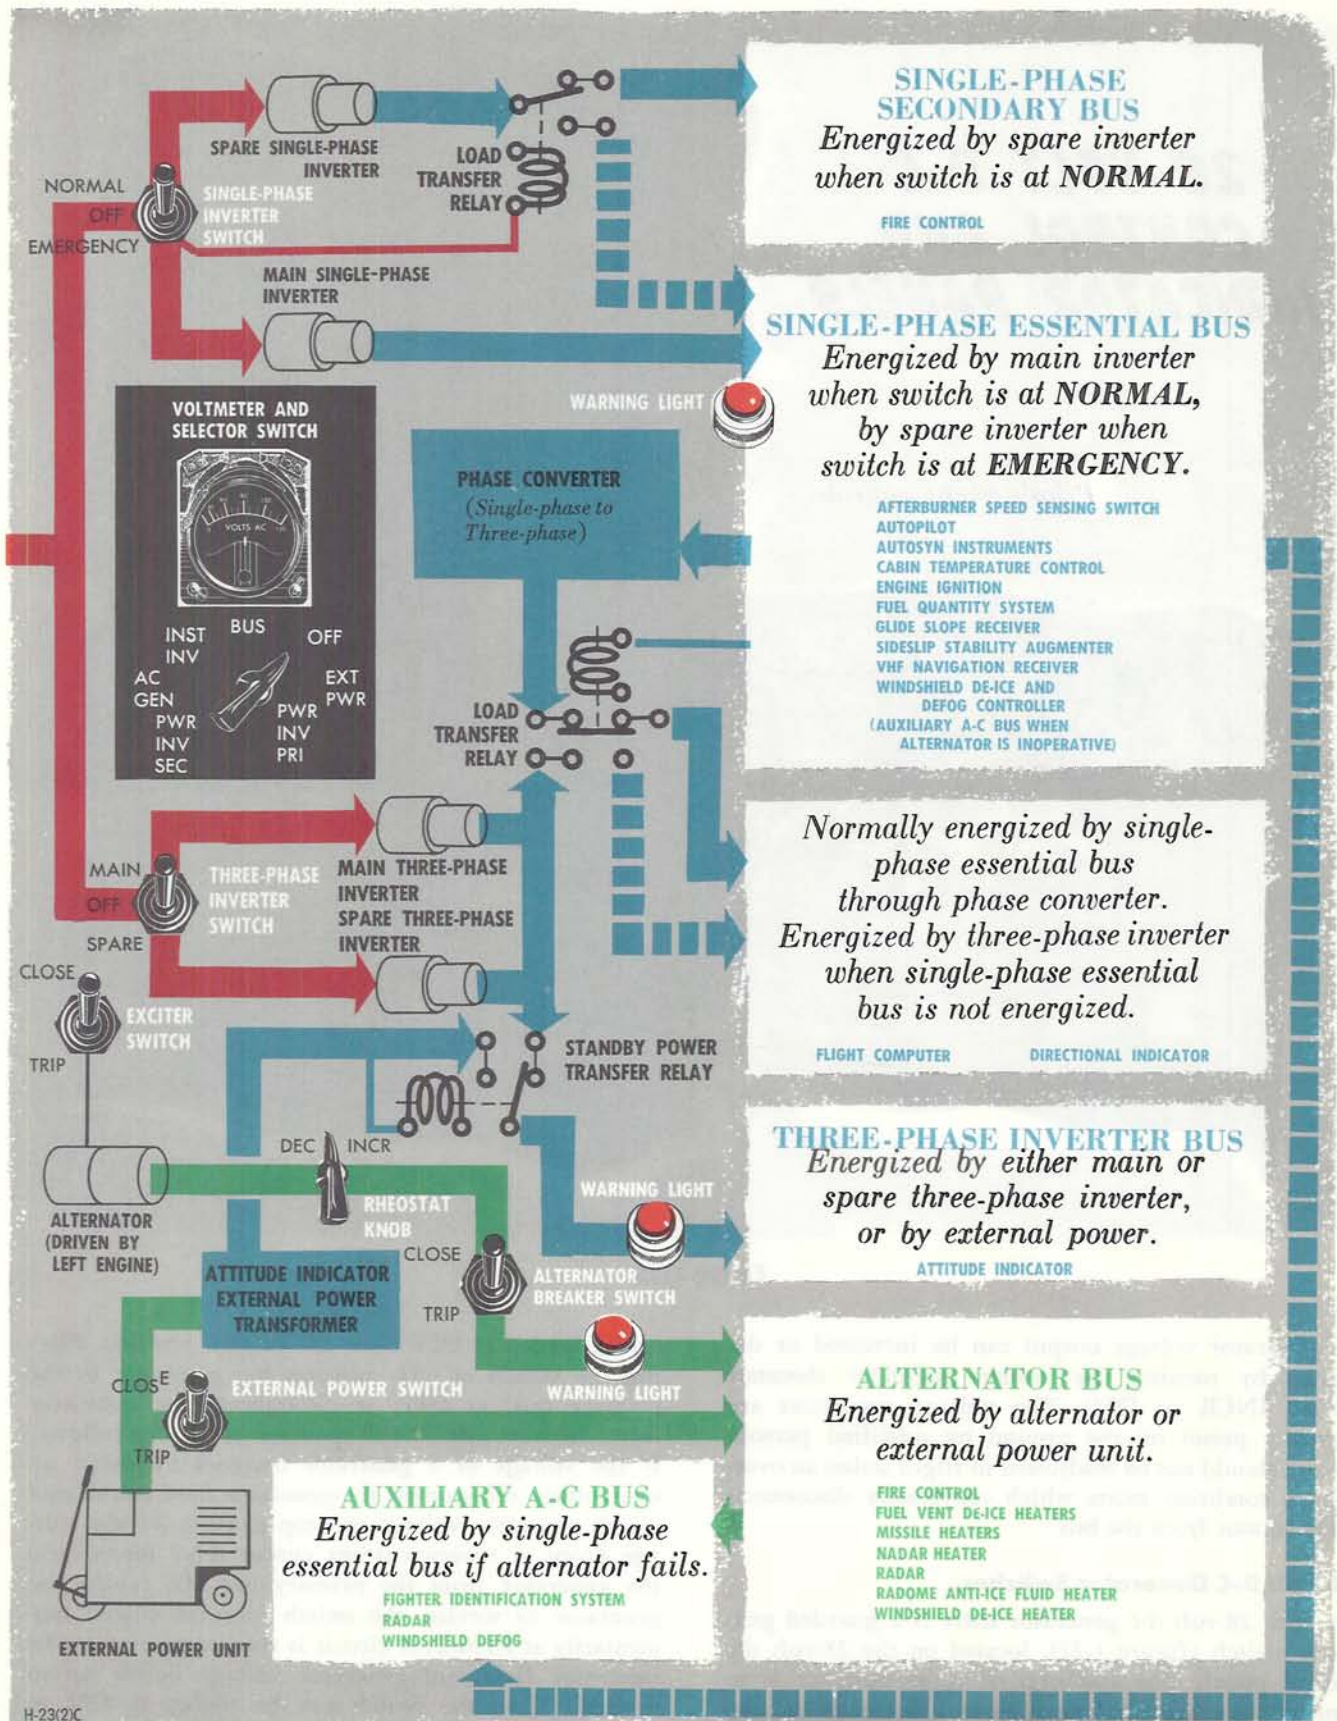 SINGLE-PHASE
SECONDARY BUS
Energized by spare inverter
when switch is at NORMAL.
FIRE CONTROL
SPARE SINGLE-PHASE
INVERTER
LOAD
TRANSFER
RELAY
NORMAL
OFF
EMERGENCY
SINGLE-PHASE
INVERTER
SWITCH
MAIN SINGLE-PHASE
INVERTER
SINGLE-PHASE ESSENTIAL BUS
Energized by main inverter
when switch is at NORMAL,
by spare inverter when
switch is at EMERGENCY.
WARNING LIGHT
AFTERBURNER SPEED SENSING SWITCH
AUTOPILOT
AUTOSYN INSTRUMENTS
CABIN TEMPERATURE CONTROL
ENGINE IGNITION
FUEL QUANTITY SYSTEM
GLIDE SLOPE RECEIVER
SIDESLIP STABILITY AUGMENTER
VHF NAVIGATION RECEIVER
WINDSHIELD DE-ICE AND
DEFOG CONTROLLER
(AUXILIARY A-C BUS WHEN
ALTERNATOR IS INOPERATIVE)
VOLTMETER AND
SELECTOR SWITCH
VOLTS AC
INST
INV
BUS
OFF
AC
GEN
EXT
PWR
PWR
INV
SEC
PWR
INV
PRI
PHASE CONVERTER
(Single-phase to
Three-phase)
LOAD
TRANSFER
RELAY
Normally energized by single-
phase essential bus
through phase converter.
Energized by three-phase inverter
when single-phase essential
bus is not energized.
FLIGHT COMPUTER DIRECTIONAL INDICATOR
MAIN
OFF
SPARE
THREE-PHASE
INVERTER
SWITCH
MAIN THREE-PHASE
INVERTER
SPARE THREE-PHASE
INVERTER
CLOSE
TRIP
EXCITER
SWITCH
STANDBY POWER
TRANSFER RELAY
THREE-PHASE INVERTER BUS
Energized by either main or
spare three-phase inverter,
or by external power.
ATTITUDE INDICATOR
DEC INCR
RHEOSTAT
KNOB
WARNING LIGHT
ALTERNATOR
(DRIVEN BY
LEFT ENGINE)
ATTITUDE INDICATOR
EXTERNAL POWER
TRANSFORMER
CLOSE
TRIP
ALTERNATOR
BREAKER SWITCH
WARNING LIGHT
CLOSE
TRIP
EXTERNAL POWER SWITCH
ALTERNATOR BUS
Energized by alternator or
external power unit.
FIRE CONTROL
FUEL VENT DE-ICE HEATERS
MISSILE HEATERS
NADAR HEATER
RADAR
RADOME ANTI-ICE FLUID HEATER
WINDSHIELD DE-ICE HEATER
AUXILIARY A-C BUS
Energized by single-phase
essential bus if alternator fails.
FIGHTER IDENTIFICATION SYSTEM
RADAR
WINDSHIELD DEFOG
EXTERNAL POWER UNIT
H-23(2)C